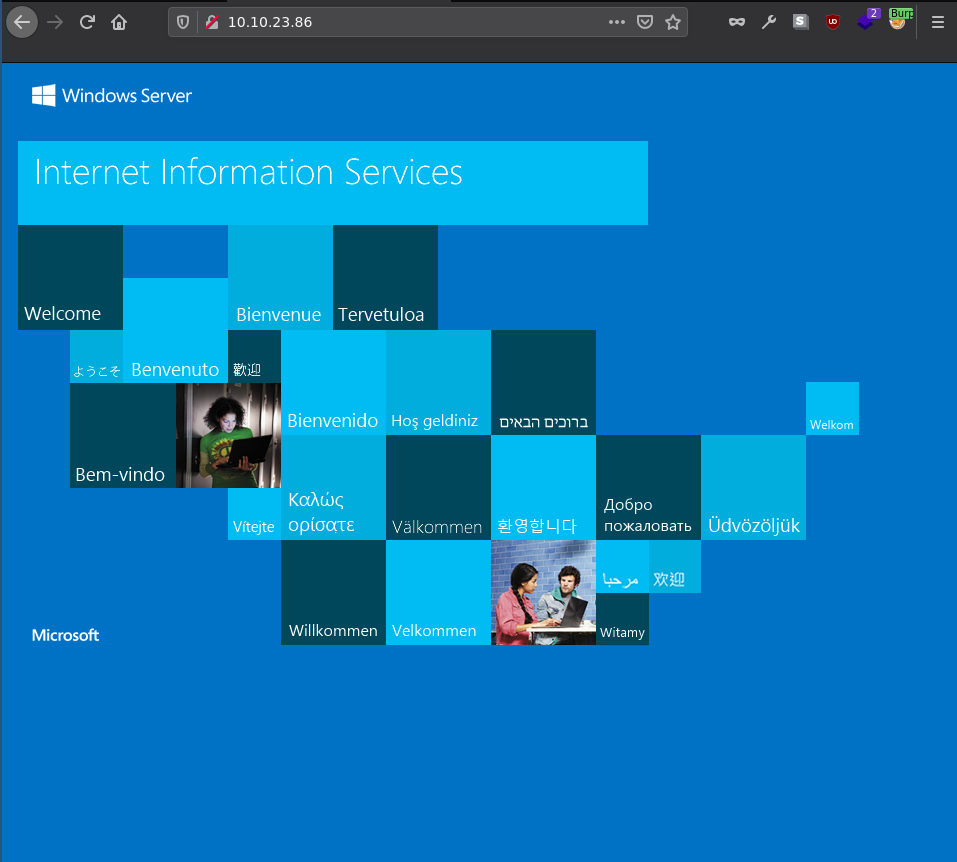 10.10.23.86
2
Burp
S
UD
Windows Server
Internet Information Services
Welcome
Bienvenue
Tervetuloa
ようこそ
Benvenuto
歡迎
Bienvenido
Hoş geldiniz
ברוכים הבאים
Welkom
Bem-vindo
Vítejte
Καλώς
ορίσατε
Välkommen
환영합니다
Добро
пожаловать
Üdvözöljük
Willkommen
Velkommen
مرحبا
欢迎
Witamy
Microsoft